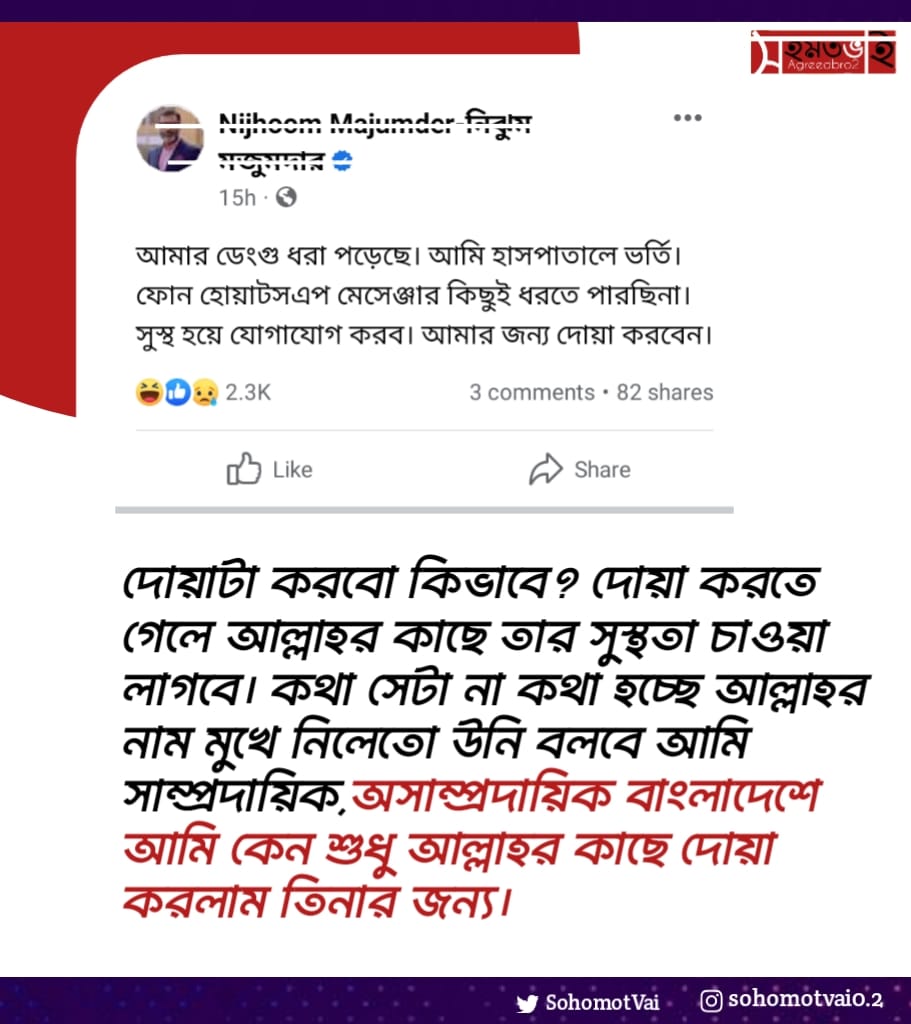 সহমতভাই
Agreeabro2
Nijhoom Majumder-নিঝুম
মজুমদার
15h ·
আমার ডেংগু ধরা পড়েছে। আমি হাসপাতালে ভর্তি।
ফোন হোয়াটসএপ মেসেঞ্জার কিছুই ধরতে পারছিনা।
সুস্থ হয়ে যোগাযোগ করব। আমার জন্য দোয়া করবেন।
2.3K 3 comments • 82 shares
Like Share
দোয়াটা করবো কিভাবে? দোয়া করতে
গেলে আল্লাহর কাছে তার সুস্থতা চাওয়া
লাগবে। কথা সেটা না কথা হচ্ছে আল্লাহর
নাম মুখে নিলেতো উনি বলবে আমি
সাম্প্রদায়িক,অসাম্প্রদায়িক বাংলাদেশে
আমি কেন শুধু আল্লাহর কাছে দোয়া
করলাম তিনার জন্য।
SohomotVai sohomotvai0.2